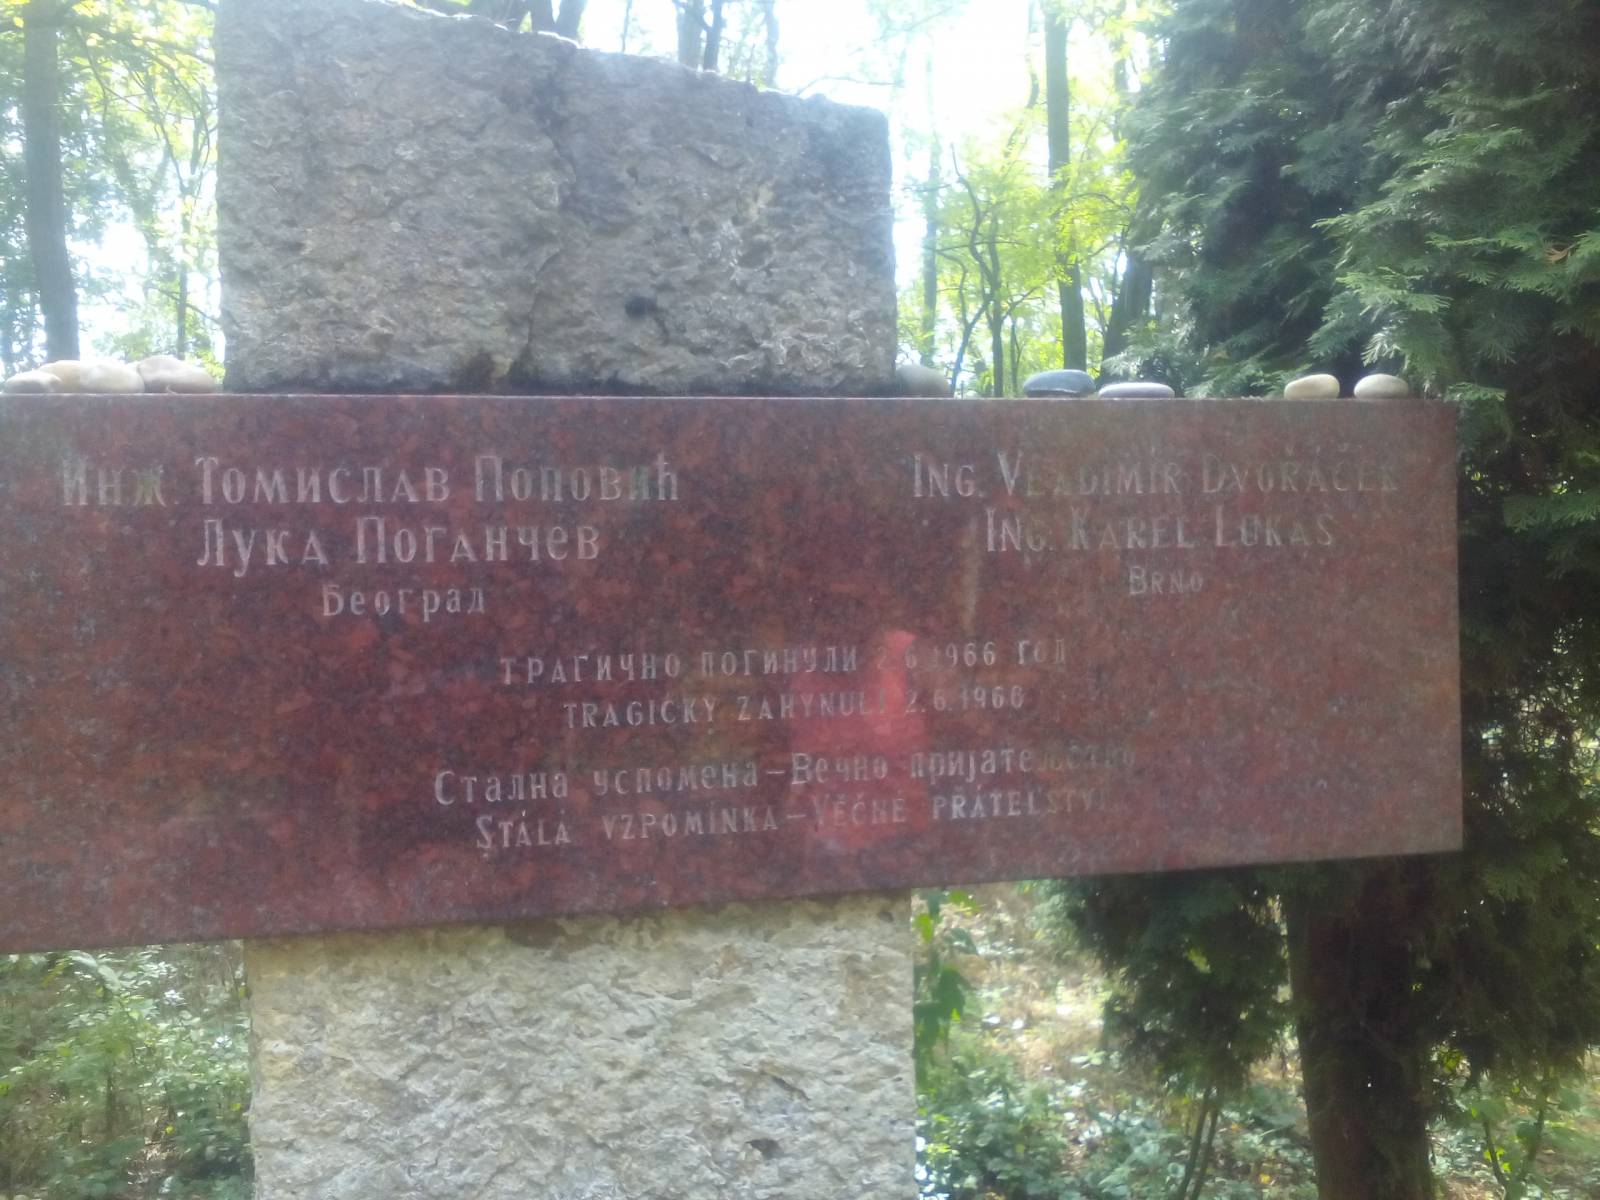 Инж. Томислав Поповић
Лука Поганчев
Београд
Ing. Vladimír Dvořáček
Ing. Karel Lukáš
Brno
трагично погинули 2.6.1966 год
tragicky zahynuli 2.6.1966
Стална успомена – Вечно пријатељство
Stálá vzpomínka – Věčné přátelství